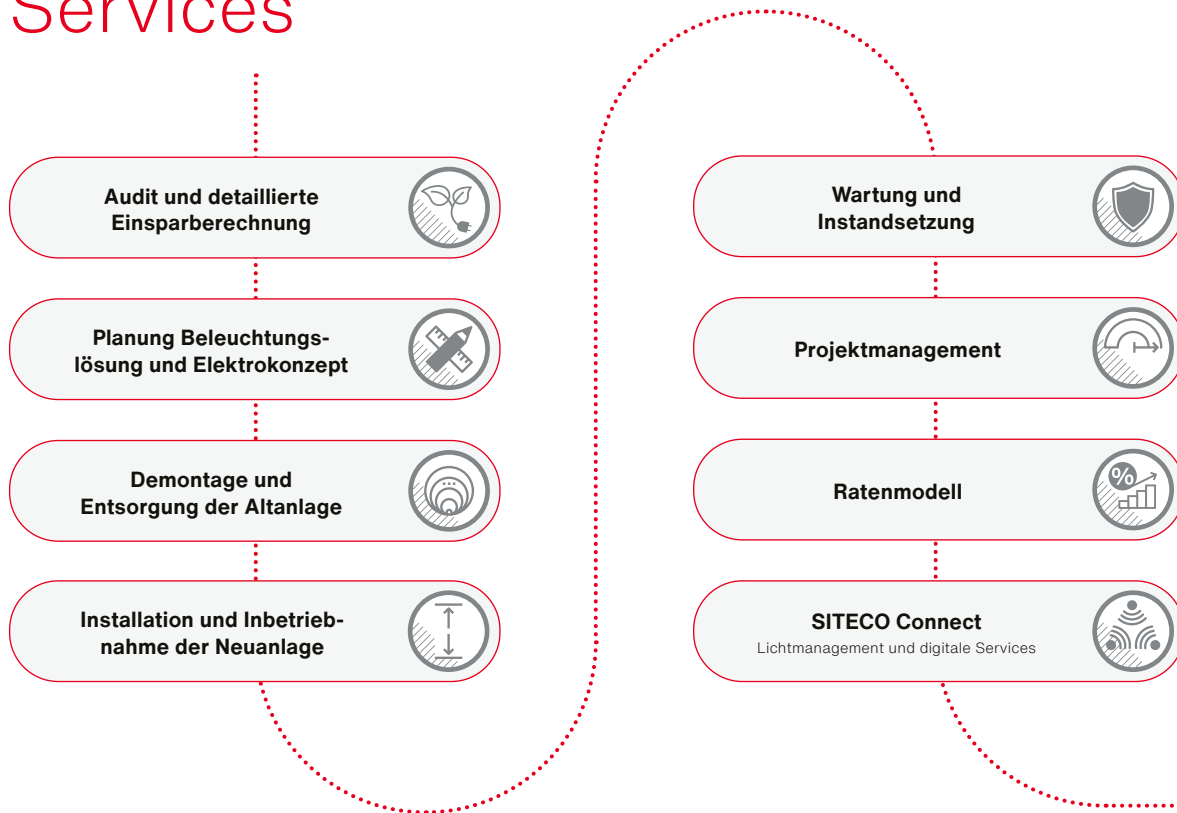 Services
Audit und detaillierte
Einsparberechnung
Planung Beleuchtungs-
lösung und Elektrokonzept
Demontage und
Entsorgung der Altanlage
Installation und Inbetrieb-
nahme der Neuanlage
Wartung und
Instandsetzung
Projektmanagement
Ratenmodell
%
SITECO Connect
Lichtmanagement und digitale Services